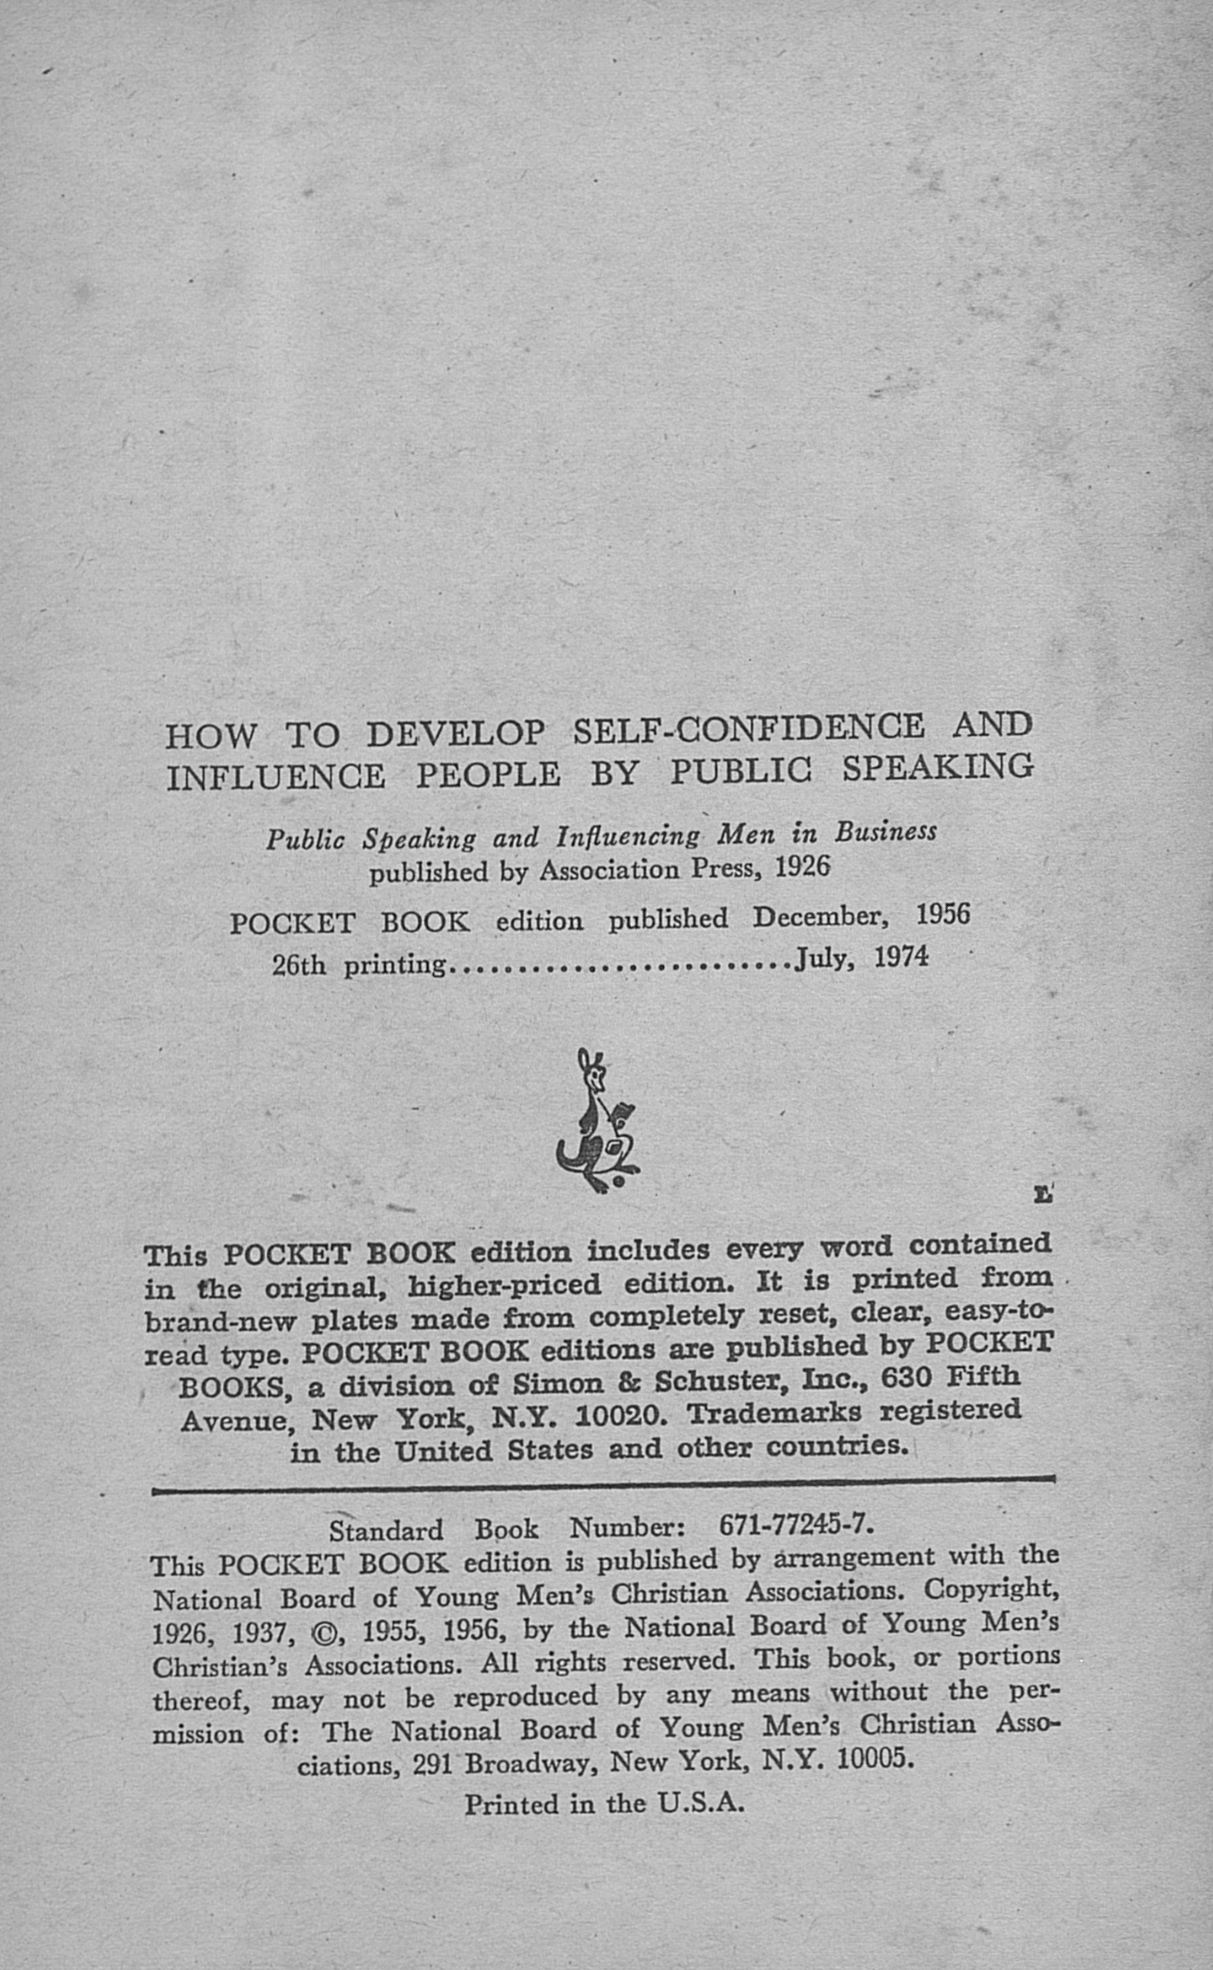 HOW TO DEVELOP SELF-CONFIDENCE AND
INFLUENCE PEOPLE BY PUBLIC SPEAKING
Public Speaking and Influencing Men in Business
published by Association Press, 1926
POCKET BOOK edition published December, 1956
26th printing.........................July, 1974
E
This POCKET BOOK edition includes every word contained
in the original, higher-priced edition. It is printed from
brand-new plates made from completely reset, clear, easy-to-
read type. POCKET BOOK editions are published by POCKET
BOOKS, a division of Simon & Schuster, Inc., 630 Fifth
Avenue, New York, N.Y. 10020. Trademarks registered
in the United States and other countries.
Standard Book Number: 671-77245-7.
This POCKET BOOK edition is published by arrangement with the
National Board of Young Men's Christian Associations. Copyright,
1926, 1937, ©, 1955, 1956, by the National Board of Young Men's
Christian's Associations. All rights reserved. This book, or portions
thereof, may not be reproduced by any means without the per-
mission of: The National Board of Young Men's Christian Asso-
ciations, 291 Broadway, New York, N.Y. 10005.
Printed in the U.S.A.